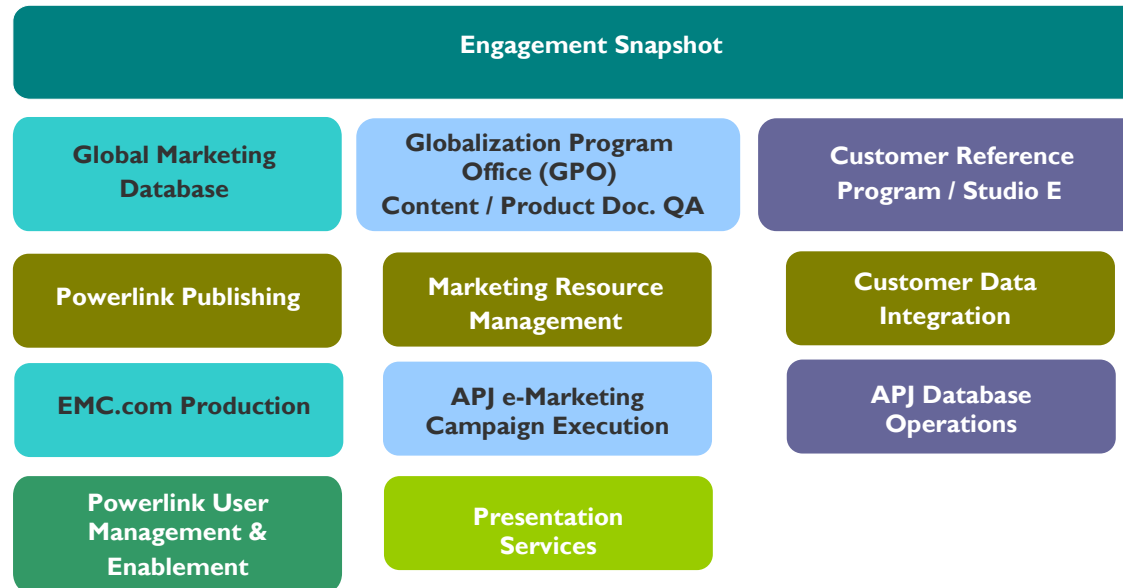 Engagement Snapshot
Global Marketing
Database
Globalization Program
Office (GPO)
Content / Product Doc. QA
Customer Reference
Program / Studio E
Powerlink Publishing
Marketing Resource
Management
Customer Data
Integration
EMC.com Production
APJ e-Marketing
Campaign Execution
APJ Database
Operations
Powerlink User
Management &
Enablement
Presentation
Services